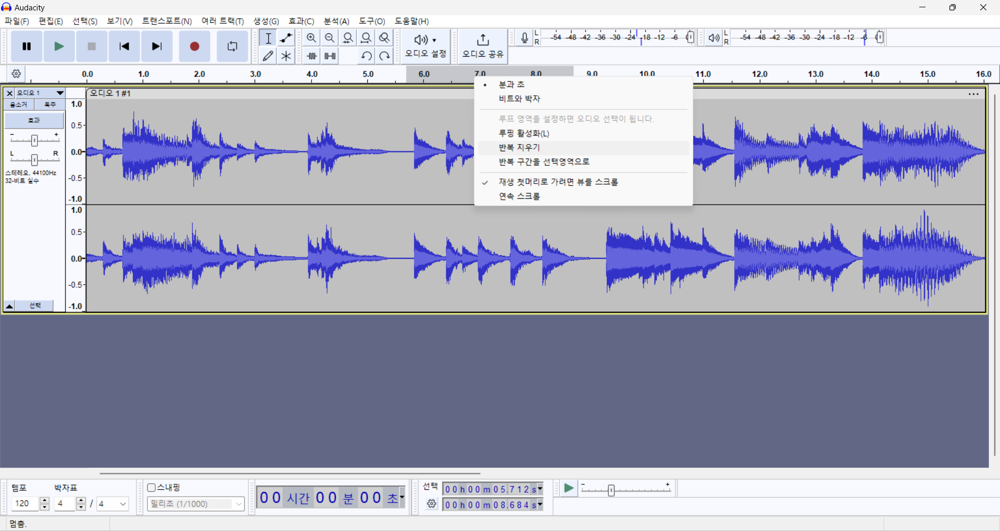 Audacity
파일(F) 편집(E) 선택(S) 보기(V) 트랜스포트(N) 여러 트랙(T) 생성(G) 효과(C) 분석(A) 도구(O) 도움말(H)
오디오 설정
오디오 공유
L
R
-54 -48 -42 -36 -30 -24 -18 -12 -6 0
L
R
-54 -48 -42 -36 -30 -24 -18 -12 -6 0
0.0 1.0 2.0 3.0 4.0 5.0 6.0 7.0 8.0 9.0 10.0 11.0 12.0 13.0 14.0 15.0 16.0
분과 초
비트와 박자
루프 영역을 설정하면 오디오 선택이 됩니다.
루핑 활성화(L)
반복 지우기
반복 구간을 선택영역으로
재생 첫머리로 가려면 뷰를 스크롤
연속 스크롤
오디오 1
음소거 독주
효과
- +
L R
스테레오, 44100Hz
32-비트 실수
선택
오디오 1 #1
1.0
0.5
0.0
-0.5
-1.0
1.0
0.5
0.0
-0.5
-1.0
템포 박자표
120 4 / 4
스내핑
밀리초 (1/1000)
00 시간 00 분 00 초
선택
00 h 00 m 05.712 s
00 h 00 m 08.684 s
- +
멈춤.